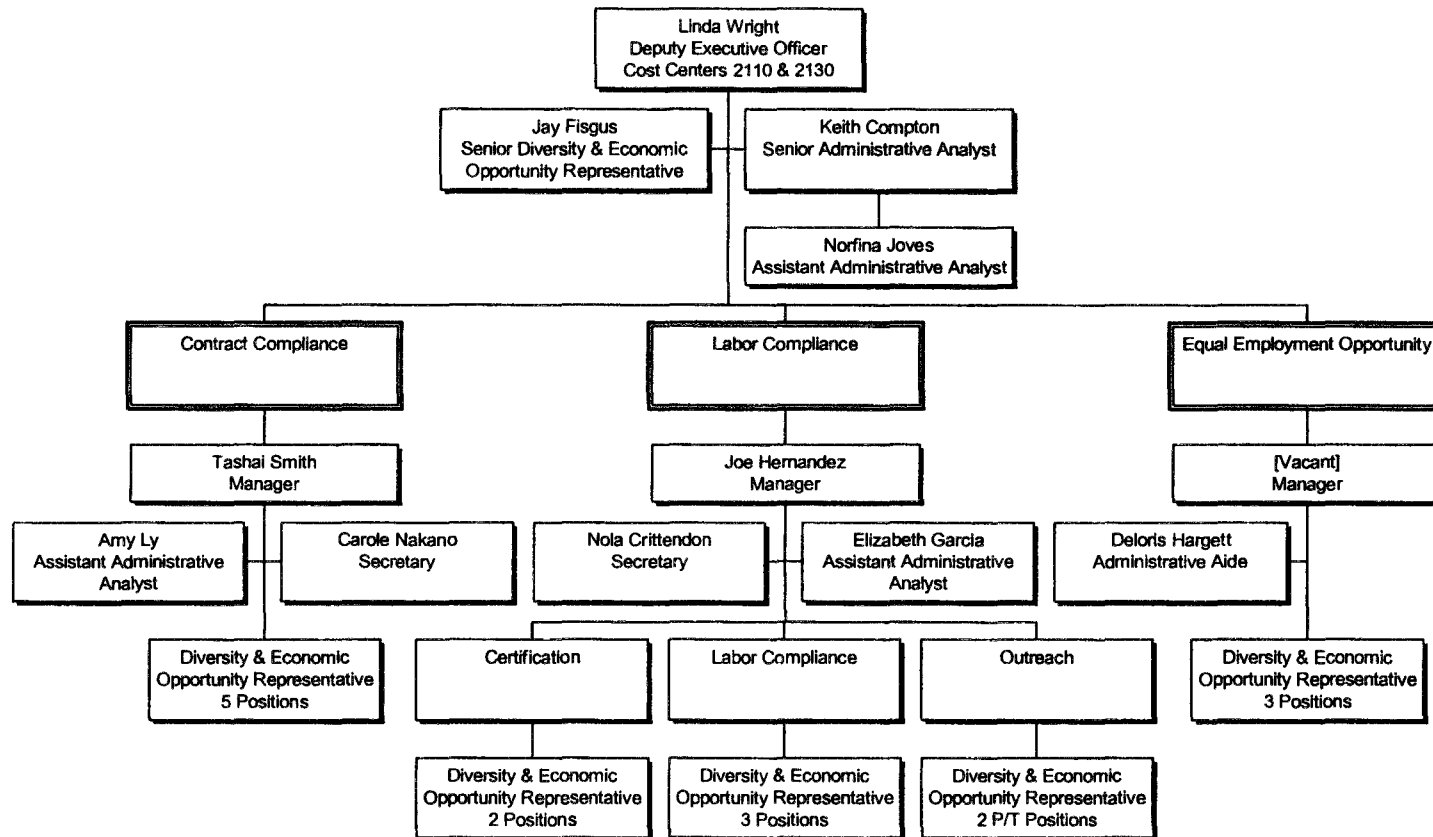 Linda Wright
Deputy Executive Officer
Cost Centers 2110 & 2130
Jay Fisgus
Senior Diversity & Economic
Opportunity Representative
Keith Compton
Senior Administrative Analyst
Norfina Joves
Assistant Administrative Analyst
Contract Compliance
Labor Compliance
Equal Employment Opportunity
Tashai Smith
Manager
Joe Hernandez
Manager
[Vacant]
Manager
Amy Ly
Assistant Administrative
Analyst
Carole Nakano
Secretary
Nola Crittendon
Secretary
Elizabeth Garcia
Assistant Administrative
Analyst
Deloris Hargett
Administrative Aide
Diversity & Economic
Opportunity Representative
5 Positions
Certification
Labor Compliance
Outreach
Diversity & Economic
Opportunity Representative
3 Positions
Diversity & Economic
Opportunity Representative
2 Positions
Diversity & Economic
Opportunity Representative
3 Positions
Diversity & Economic
Opportunity Representative
2 P/T Positions